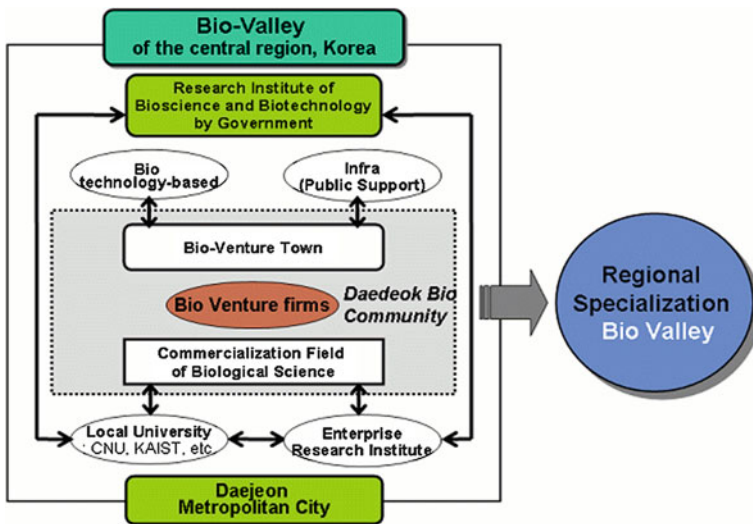 Bio-Valley
of the central region, Korea
Research Institute of
Bioscience and Biotechnology
by Government
Bio
technology-based
Infra
(Public Support)
Bio-Venture Town
Bio Venture firms
Daedeok Bio
Community
Commercialization Field
of Biological Science
Local University
: CNU, KAIST, etc.
Enterprise
Research Institute
Daejeon
Metropolitan City
Regional
Specialization
Bio Valley